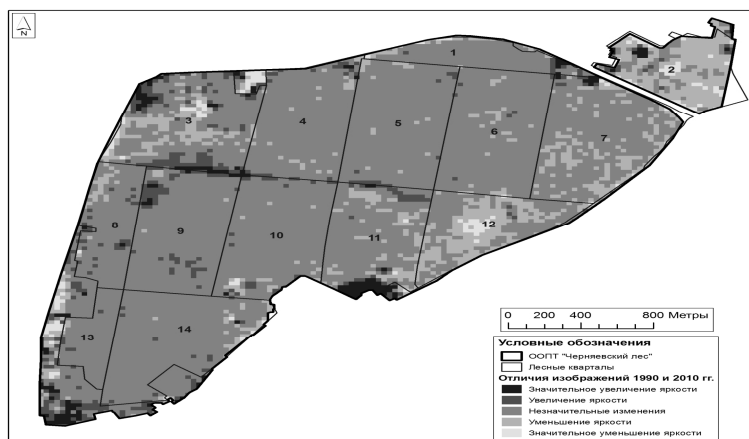 N
1
2
3
4
5
6
7
8
9
10
11
12
13
14
0 200 400 800 Метры
Условные обозначения
ООПТ "Черняевский лес"
Лесные кварталы
Отличия изображений 1990 и 2010 гг.
Значительное увеличение яркости
Увеличение яркости
Незначительные изменения
Уменьшение яркости
Значительное уменьшение яркости